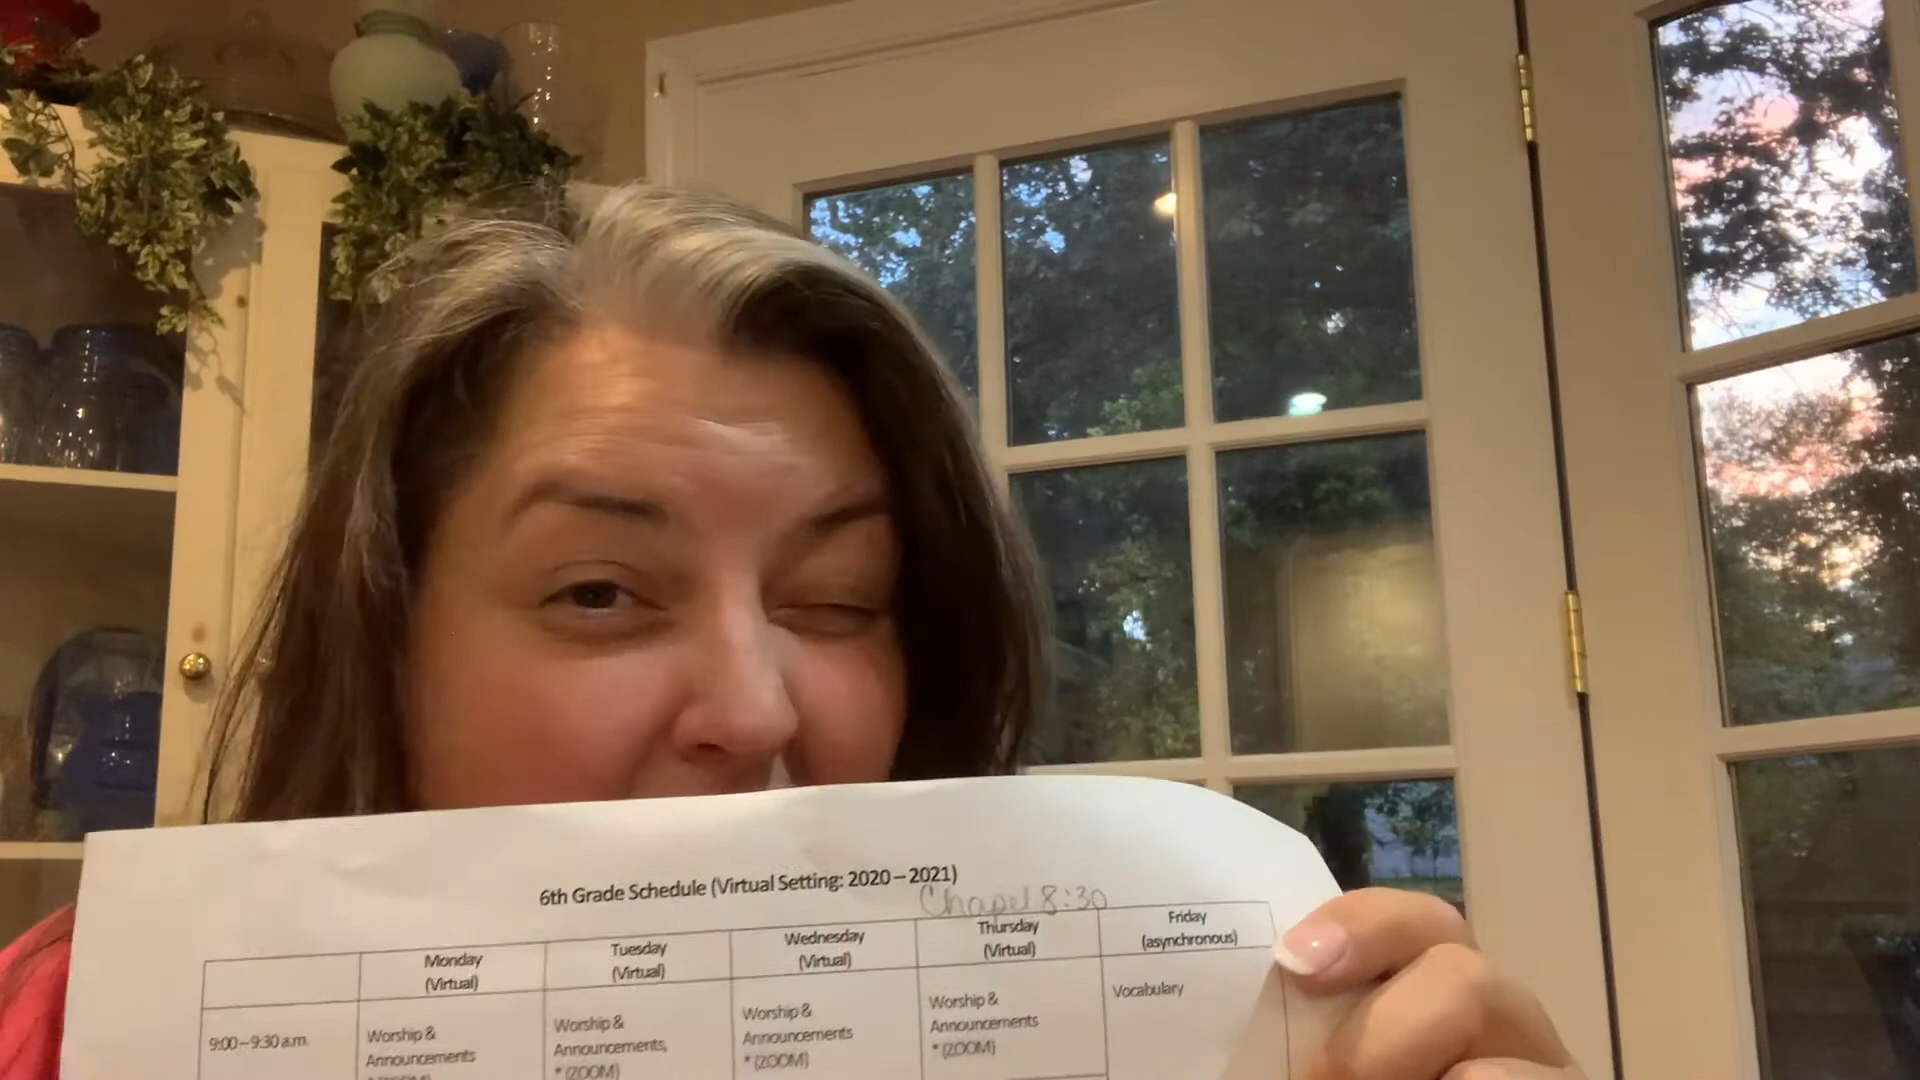 6th Grade Schedule (Virtual Setting: 2020 – 2021)
Chapel 8:30
Monday
(Virtual)
Tuesday
(Virtual)
Wednesday
(Virtual)
Thursday
(Virtual)
Friday
(asynchronous)
9:00 – 9:30 a.m.
Worship &
Announcements
Worship &
Announcements,
* (ZOOM)
Worship &
Announcements
* (ZOOM)
Worship &
Announcements
* (ZOOM)
Vocabulary